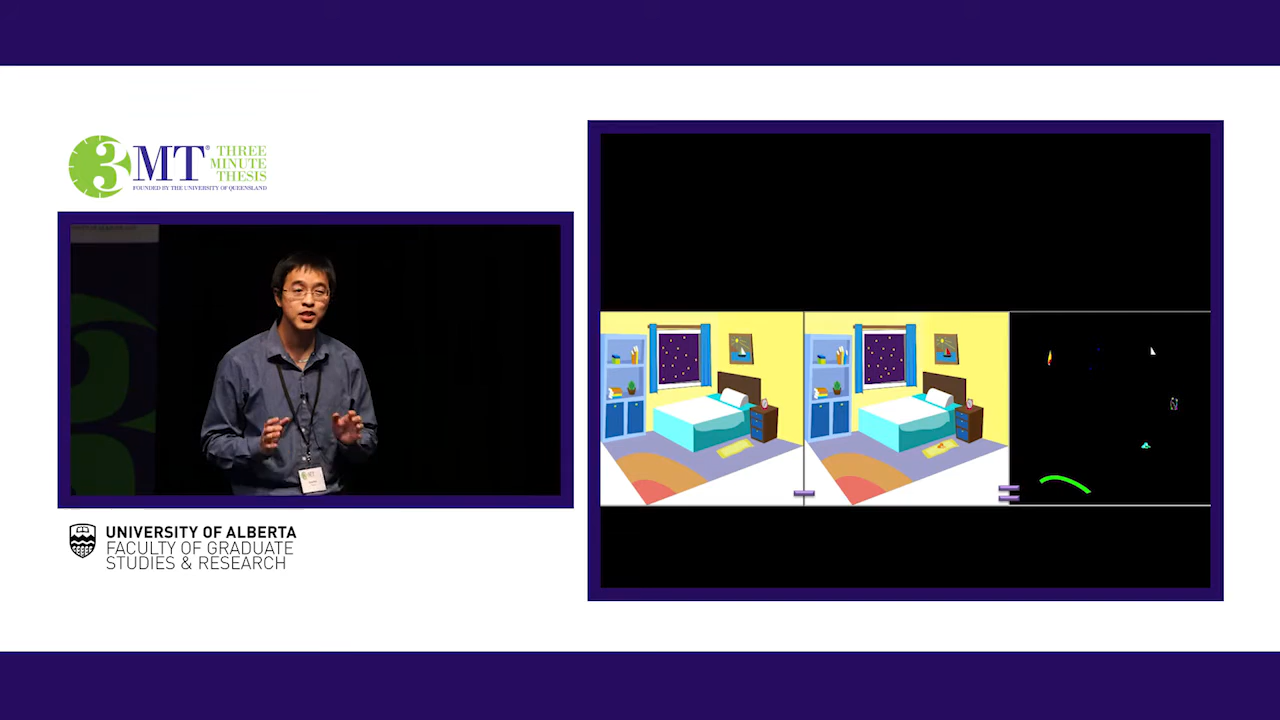 3MT® THREE
MINUTE
THESIS
FOUNDED BY THE UNIVERSITY OF QUEENSLAND
UNIVERSITY OF ALBERTA
FACULTY OF GRADUATE
STUDIES & RESEARCH